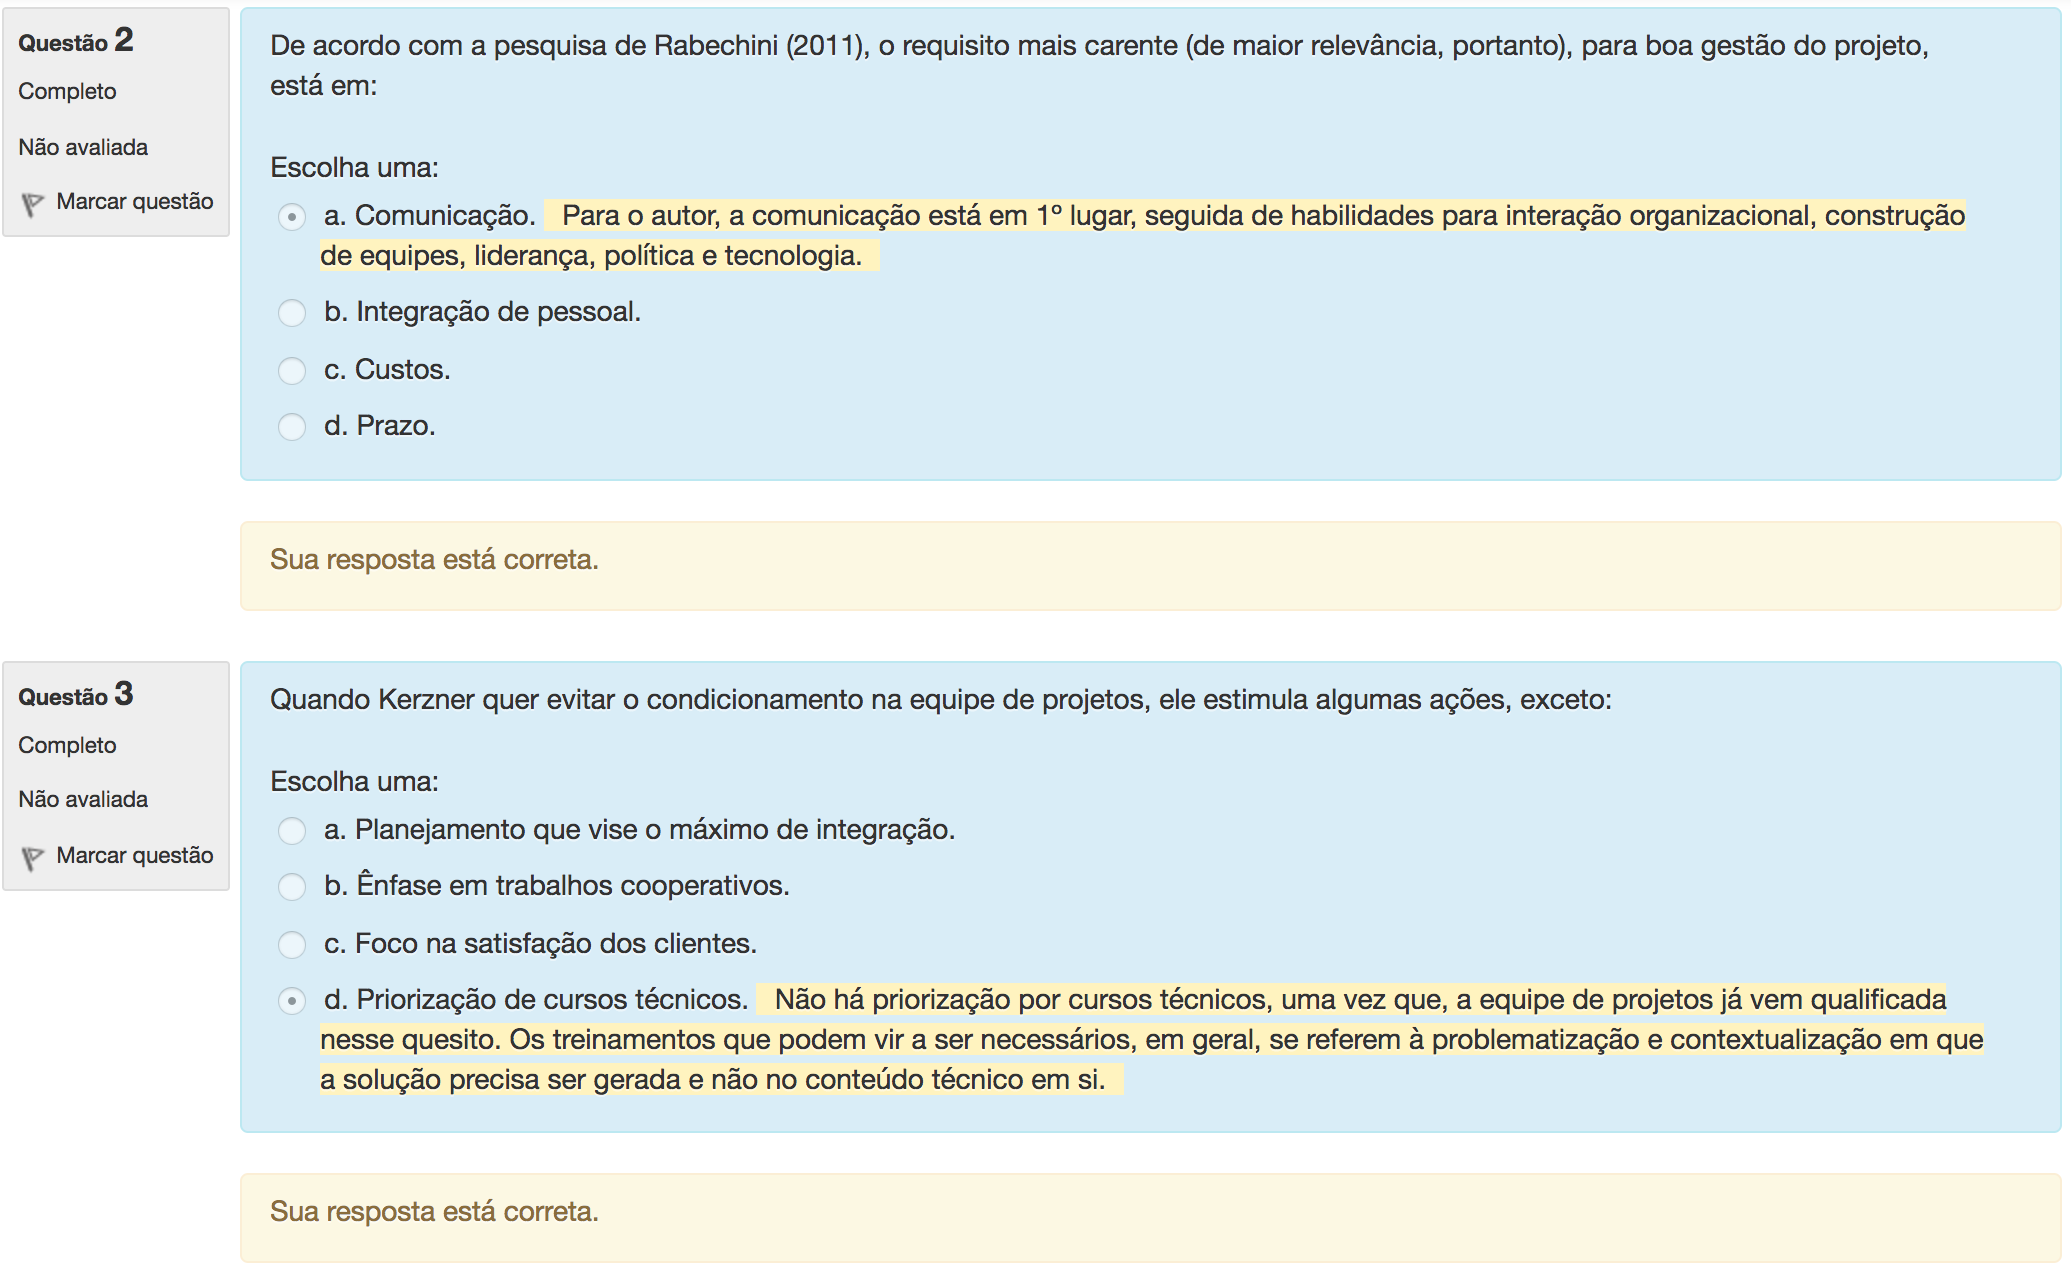 Questão 2
Completo
Não avaliada
Marcar questão
De acordo com a pesquisa de Rabechini (2011), o requisito mais carente (de maior relevância, portanto), para boa gestão do projeto,
está em:
Escolha uma:
a. Comunicação. Para o autor, a comunicação está em 1º lugar, seguida de habilidades para interação organizacional, construção
de equipes, liderança, política e tecnologia.
b. Integração de pessoal.
c. Custos.
d. Prazo.
Sua resposta está correta.
Questão 3
Completo
Não avaliada
Marcar questão
Quando Kerzner quer evitar o condicionamento na equipe de projetos, ele estimula algumas ações, exceto:
Escolha uma:
a. Planejamento que vise o máximo de integração.
b. Ênfase em trabalhos cooperativos.
c. Foco na satisfação dos clientes.
d. Priorização de cursos técnicos. Não há priorização por cursos técnicos, uma vez que, a equipe de projetos já vem qualificada
nesse quesito. Os treinamentos que podem vir a ser necessários, em geral, se referem à problematização e contextualização em que
a solução precisa ser gerada e não no conteúdo técnico em si.
Sua resposta está correta.